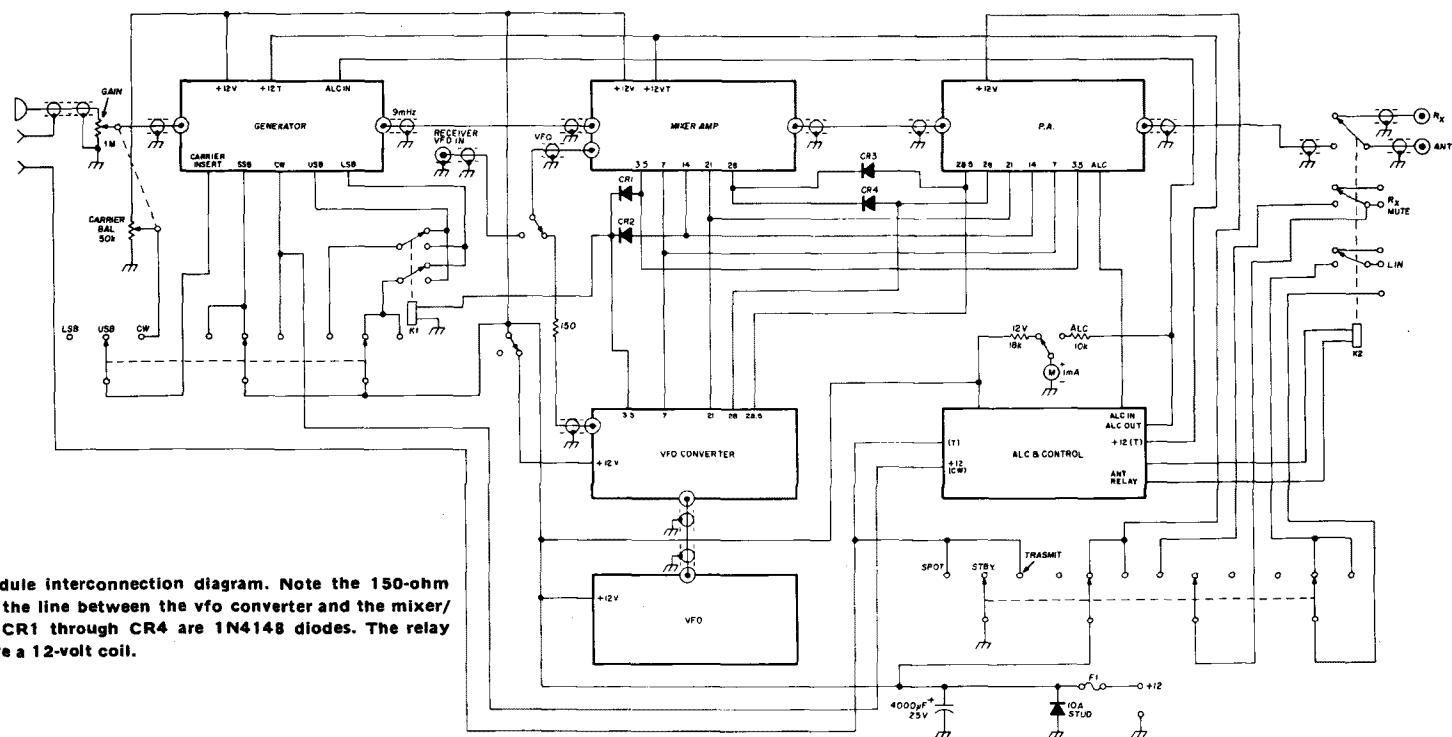 +12V +12T ALC IN
GENERATOR
CARRIER INSERT SSB CW USB LSB
GAIN
1M
CARRIER
BAL
50k
LSB USB CW
9mHz
RECEIVER
VFO IN
VFO
K1
150
+12V +12VT
MIXER AMP
3.5 7 14 21 28
CR1
CR2
CR3
CR4
+12V
P.A.
28.5 28 21 14 7 3.5 ALC
RX
ANT
RX
MUTE
LIN
K2
12V
18k
ALC
10k
M
+
1mA
−
3.5 7 21 28 28.5
VFO CONVERTER
+12V
ALC IN
ALC OUT
(T)
+12 (T)
+12
(CW)
ALC & CONTROL
ANT
RELAY
+12V
VFO
SPOT STBY. TRASMIT
F1
+12
4000μF +
25V
10A
STUD
dule interconnection diagram. Note the 150-ohm
the line between the vfo converter and the mixer/
CR1 through CR4 are 1N4148 diodes. The relay
e a 12-volt coil.